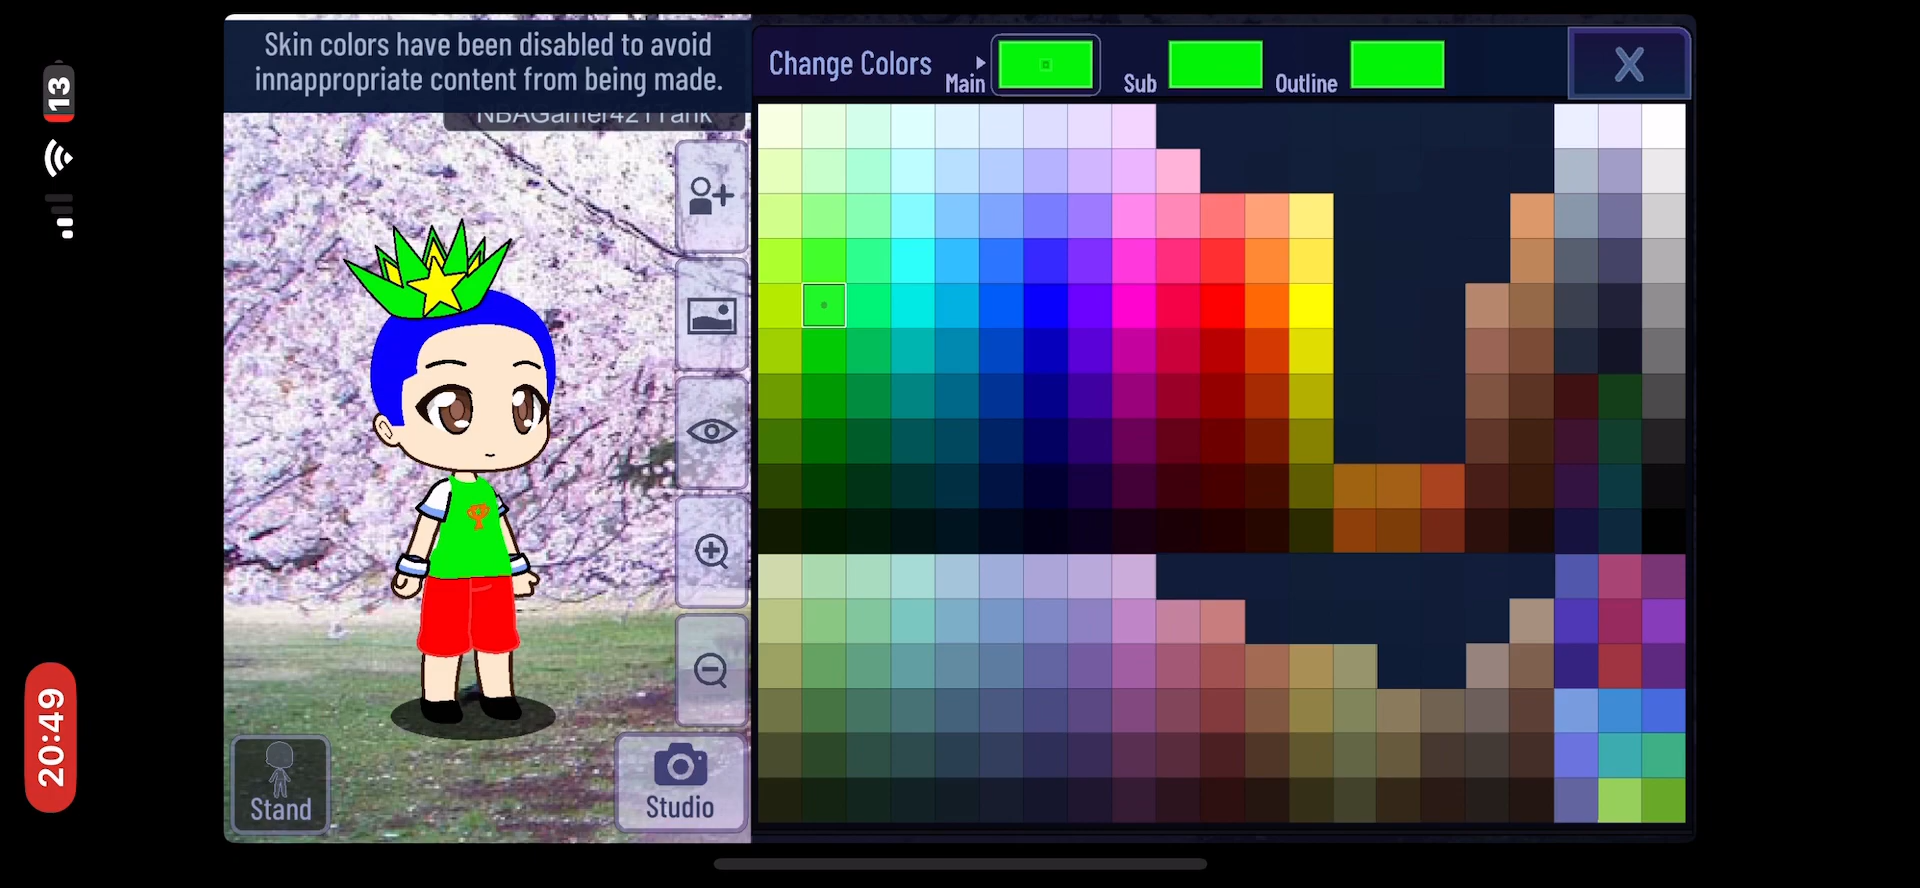 Skin colors have been disabled to avoid
innappropriate content from being made.
Change Colors
Main
Sub
Outline
X
13
20:49
Stand
Studio